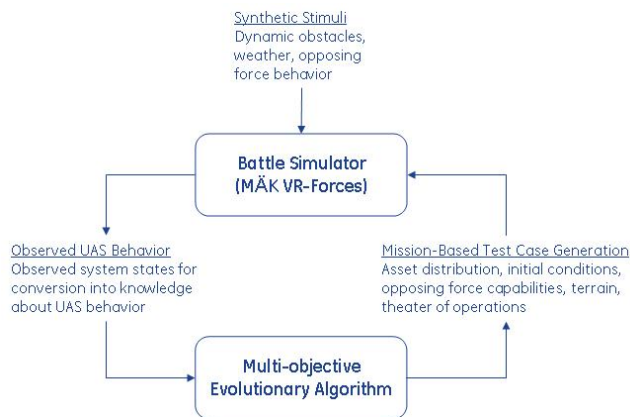 Synthetic Stimuli
Dynamic obstacles,
weather, opposing
force behavior
Battle Simulator
(MÄK VR-Forces)
Observed UAS Behavior
Observed system states for
conversion into knowledge
about UAS behavior
Mission-Based Test Case Generation
Asset distribution, initial conditions,
opposing force capabilities, terrain,
theater of operations
Multi-objective
Evolutionary Algorithm